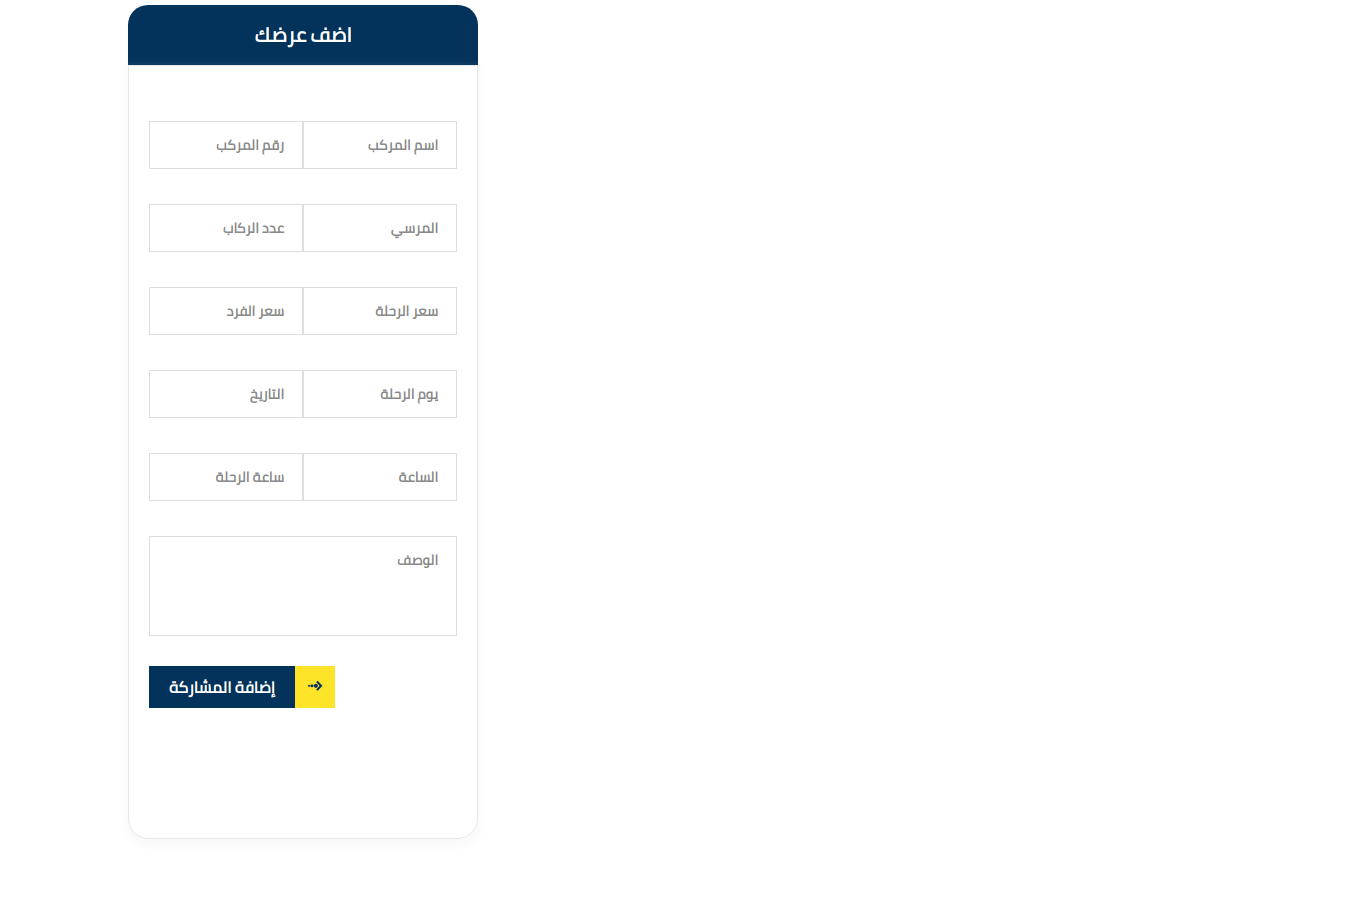 اضف عرضك
اسم المركب
رقم المركب
المرسي
عدد الركاب
سعر الرحلة
سعر الفرد
يوم الرحلة
التاريخ
الساعة
ساعة الرحلة
الوصف
إضافة المشاركة